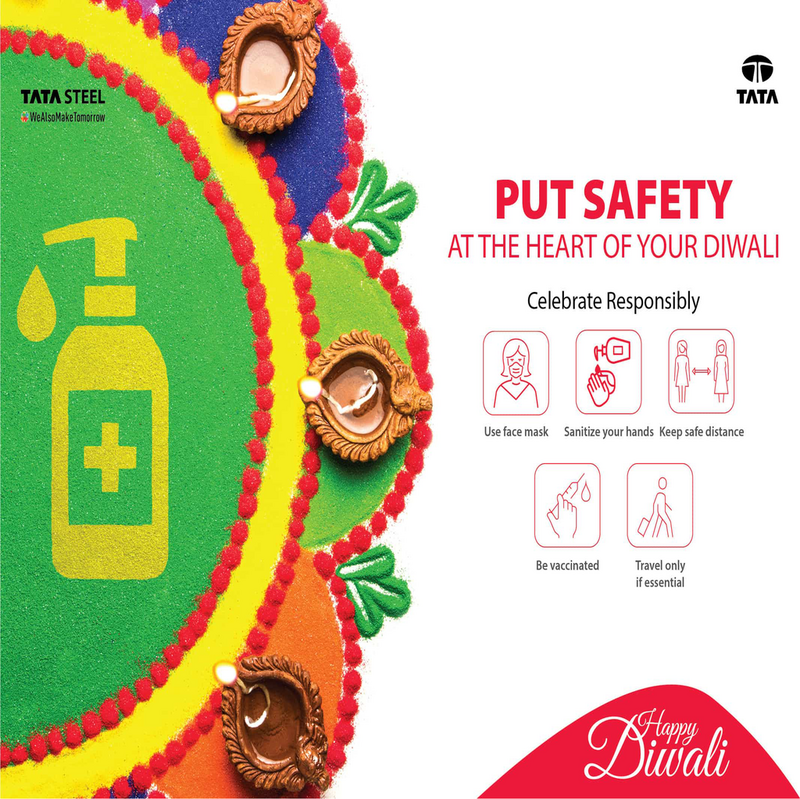 TATA STEEL
#WeAlsoMakeTomorrow
TATA
PUT SAFETY
AT THE HEART OF YOUR DIWALI
Celebrate Responsibly
Use face mask
Sanitize your hands
Keep safe distance
Be vaccinated
Travel only
if essential
Happy
Diwali